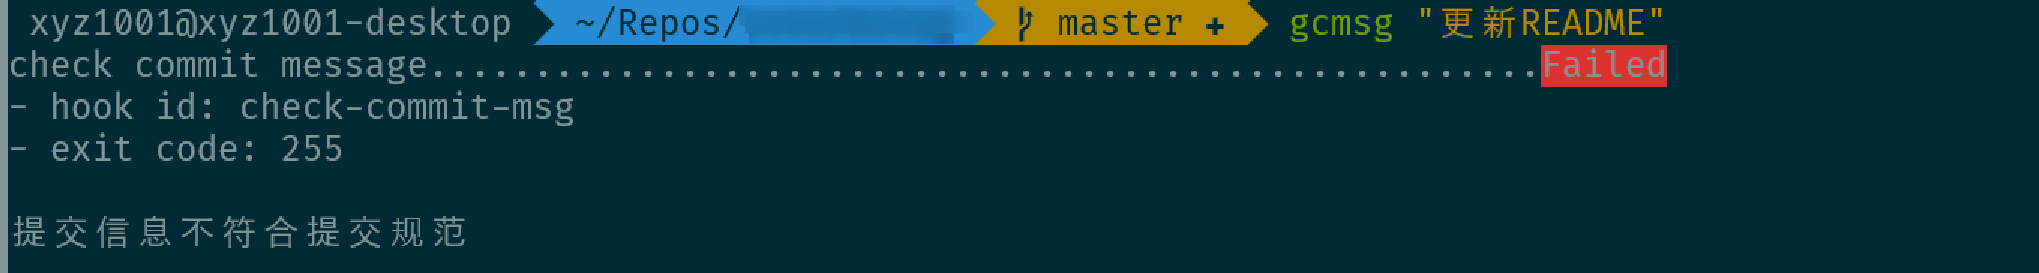 xyz1001@xyz1001-desktop ~/Repos/ master + gcmsg "更新README"
check commit message.....................................................Failed
- hook id: check-commit-msg
- exit code: 255
提交信息不符合提交规范